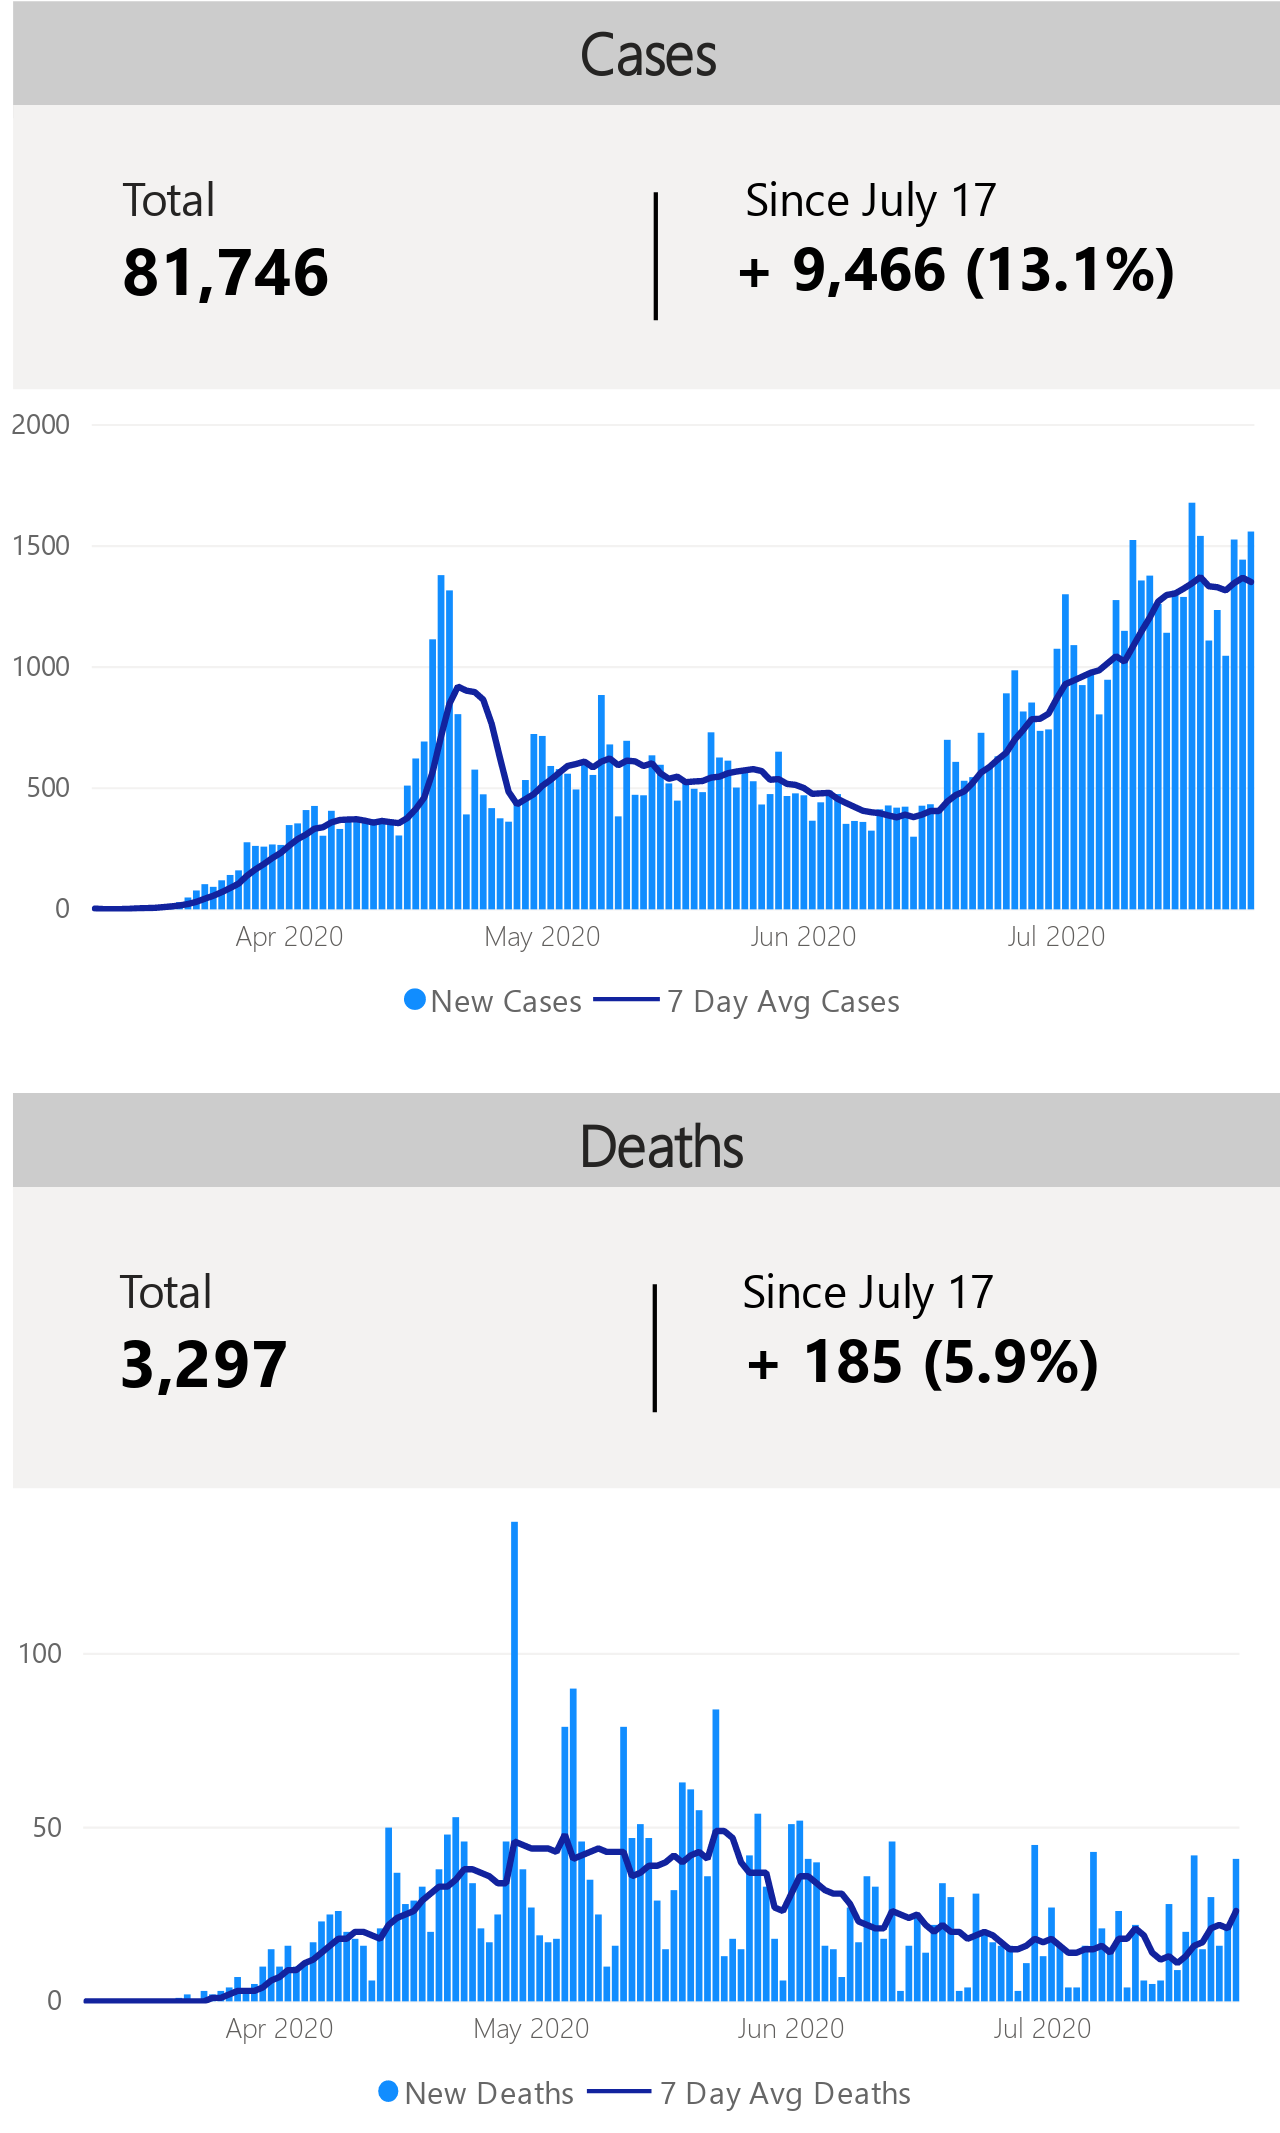 Cases
Total
Since July 17
81,746
+ 9,466 (13.1%)
2000
1500
1000
500
0
Apr 2020
May 2020
Jun 2020
Jul 2020
New Cases
7 Day Avg Cases
Deaths
Total
Since July 17
3,297
+ 185 (5.9%)
100
50
0
Apr 2020
May 2020
Jun 2020
Jul 2020
New Deaths
7 Day Avg Deaths